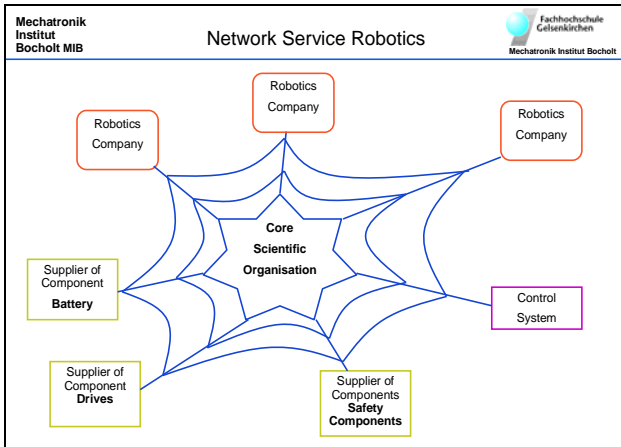 Mechatronik
Institut
Bocholt MIB
Network Service Robotics
Fachhochschule
Gelsenkirchen
Mechatronik Institut Bocholt
Robotics
Company
Robotics
Company
Robotics
Company
Core
Scientific
Organisation
Supplier of
Component
Battery
Control
System
Supplier of
Component
Drives
Supplier of
Components
Safety
Components